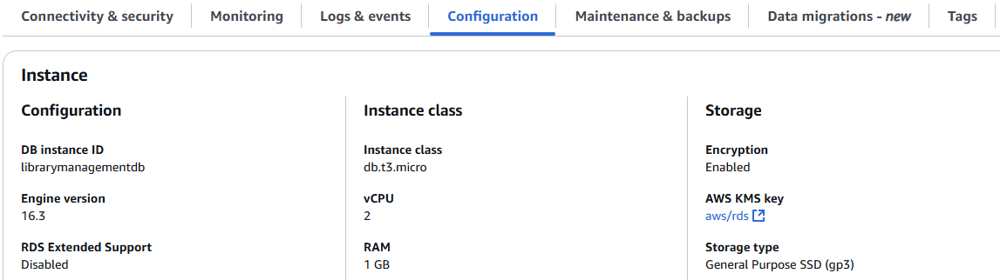 Connectivity & security
Monitoring
Logs & events
Configuration
Maintenance & backups
Data migrations - new
Tags
Instance
Configuration
DB instance ID
librarymanagementdb
Engine version
16.3
RDS Extended Support
Disabled
Instance class
Instance class
db.t3.micro
vCPU
2
RAM
1 GB
Storage
Encryption
Enabled
AWS KMS key
aws/rds
Storage type
General Purpose SSD (gp3)